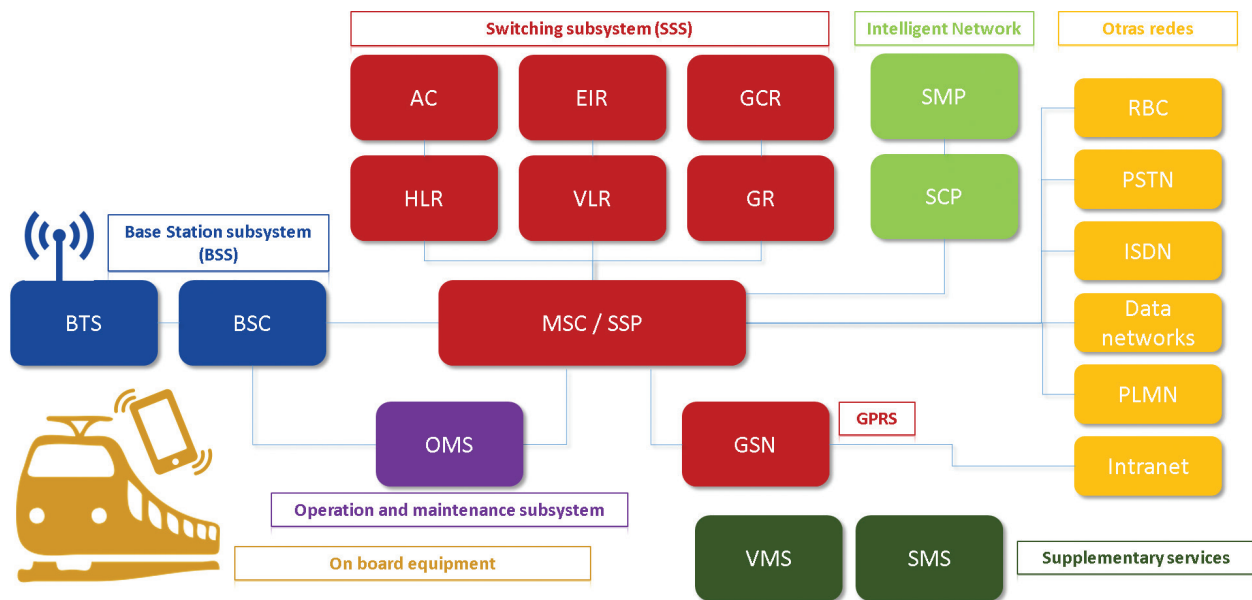 Switching subsystem (SSS)
Intelligent Network
Otras redes
AC
EIR
GCR
SMP
RBC
HLR
VLR
GR
SCP
PSTN
Base Station subsystem
(BSS)
ISDN
BTS
BSC
MSC / SSP
Data
networks
PLMN
OMS
GSN
GPRS
Intranet
Operation and maintenance subsystem
On board equipment
VMS
SMS
Supplementary services